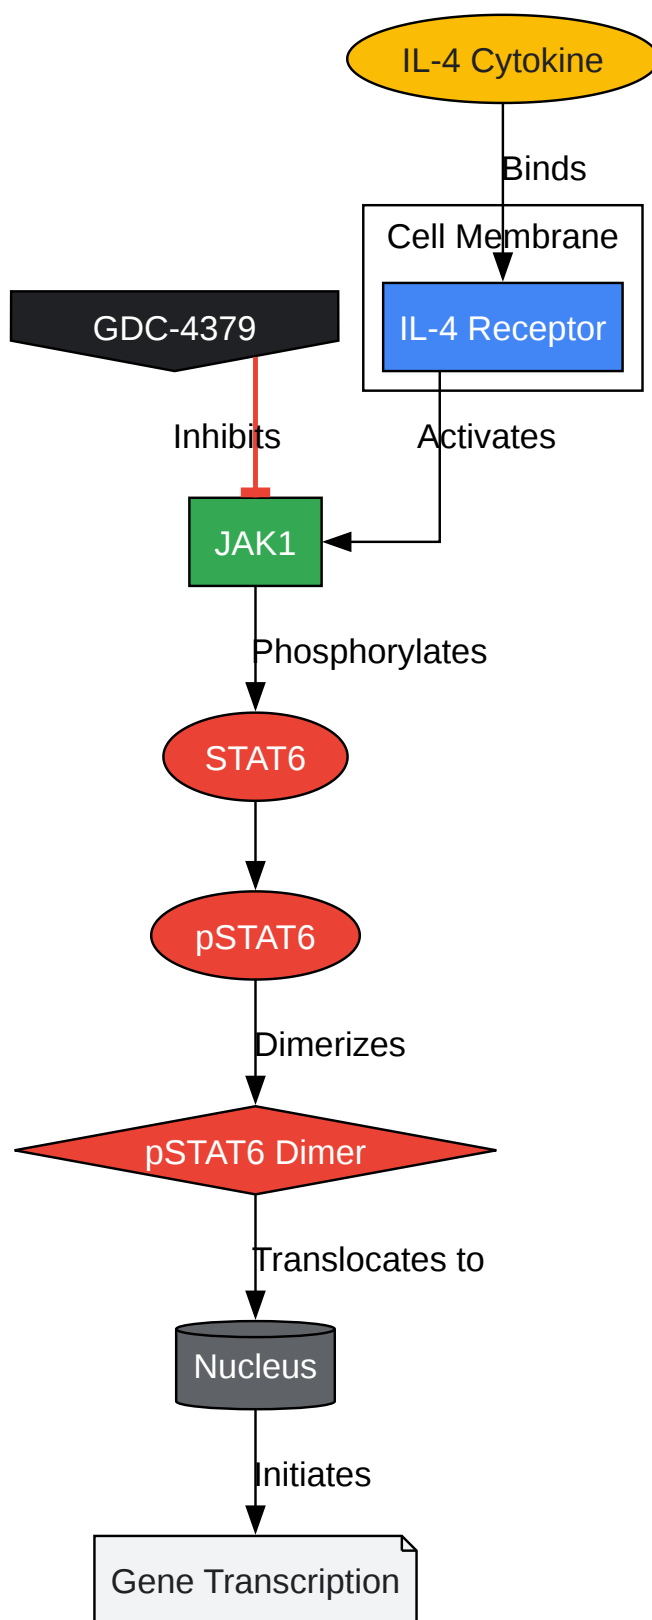 IL-4 Cytokine
Binds
Cell Membrane
IL-4 Receptor
GDC-4379
Inhibits
Activates
JAK1
Phosphorylates
STAT6
pSTAT6
Dimerizes
pSTAT6 Dimer
Translocates to
Nucleus
Initiates
Gene Transcription